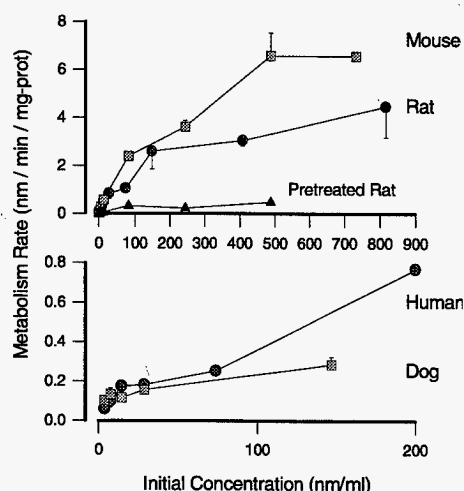 Metabolism Rate (nm / min / mg-prot)
8
6
4
2
0
Mouse
Rat
Pretreated Rat
0 100 200 300 400 500 600 700 800 900
0.8
0.6
0.4
0.2
0.0
Human
Dog
0 100 200
Initial Concentration (nm/ml)